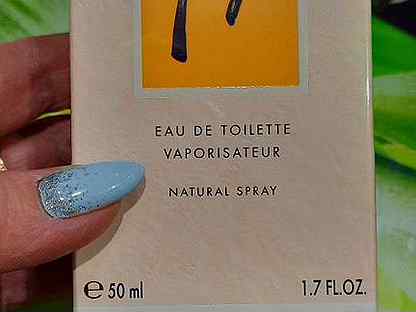 EAU DE TOILETTE
VAPORISATEUR
NATURAL SPRAY
℮ 50 ml 1.7 FL.OZ.